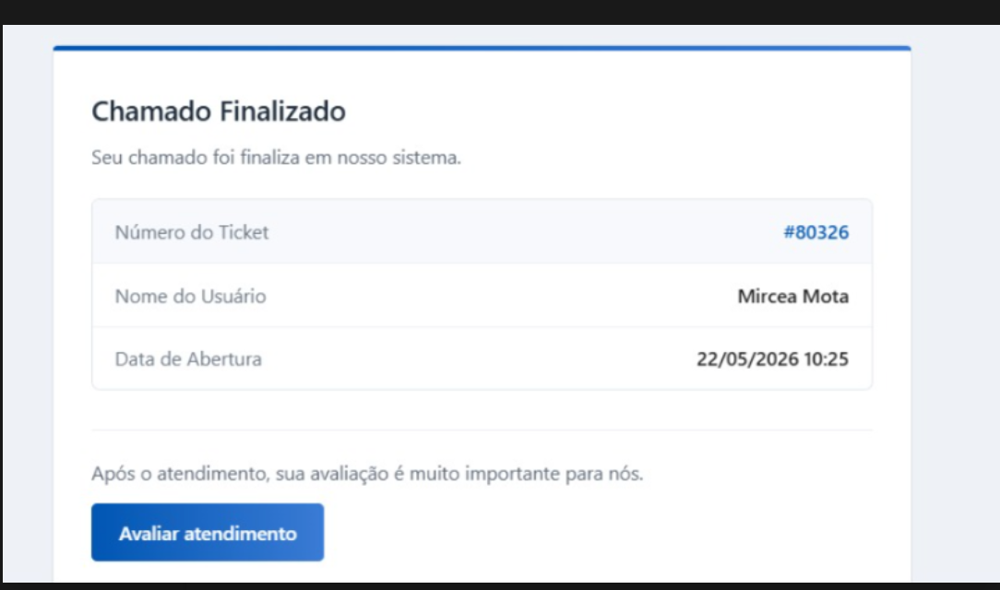 Chamado Finalizado
Seu chamado foi finaliza em nosso sistema.
Número do Ticket #80326
Nome do Usuário Mircea Mota
Data de Abertura 22/05/2026 10:25
Após o atendimento, sua avaliação é muito importante para nós.
Avaliar atendimento